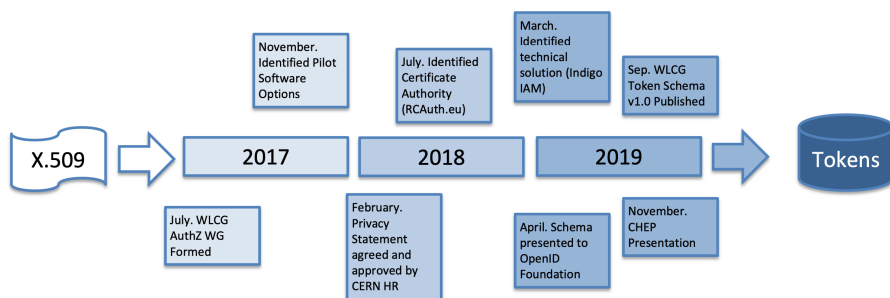 November.
Identified Pilot
Software
Options
July. Identified
Certificate
Authority
(RCAuth.eu)
March.
Identified
technical
solution (Indigo
IAM)
Sep. WLCG
Token Schema
v1.0 Published
X.509
2017
2018
2019
Tokens
July. WLCG
AuthZ WG
Formed
February.
Privacy
Statement
agreed and
approved by
CERN HR
April. Schema
presented to
OpenID
Foundation
November.
CHEP
Presentation